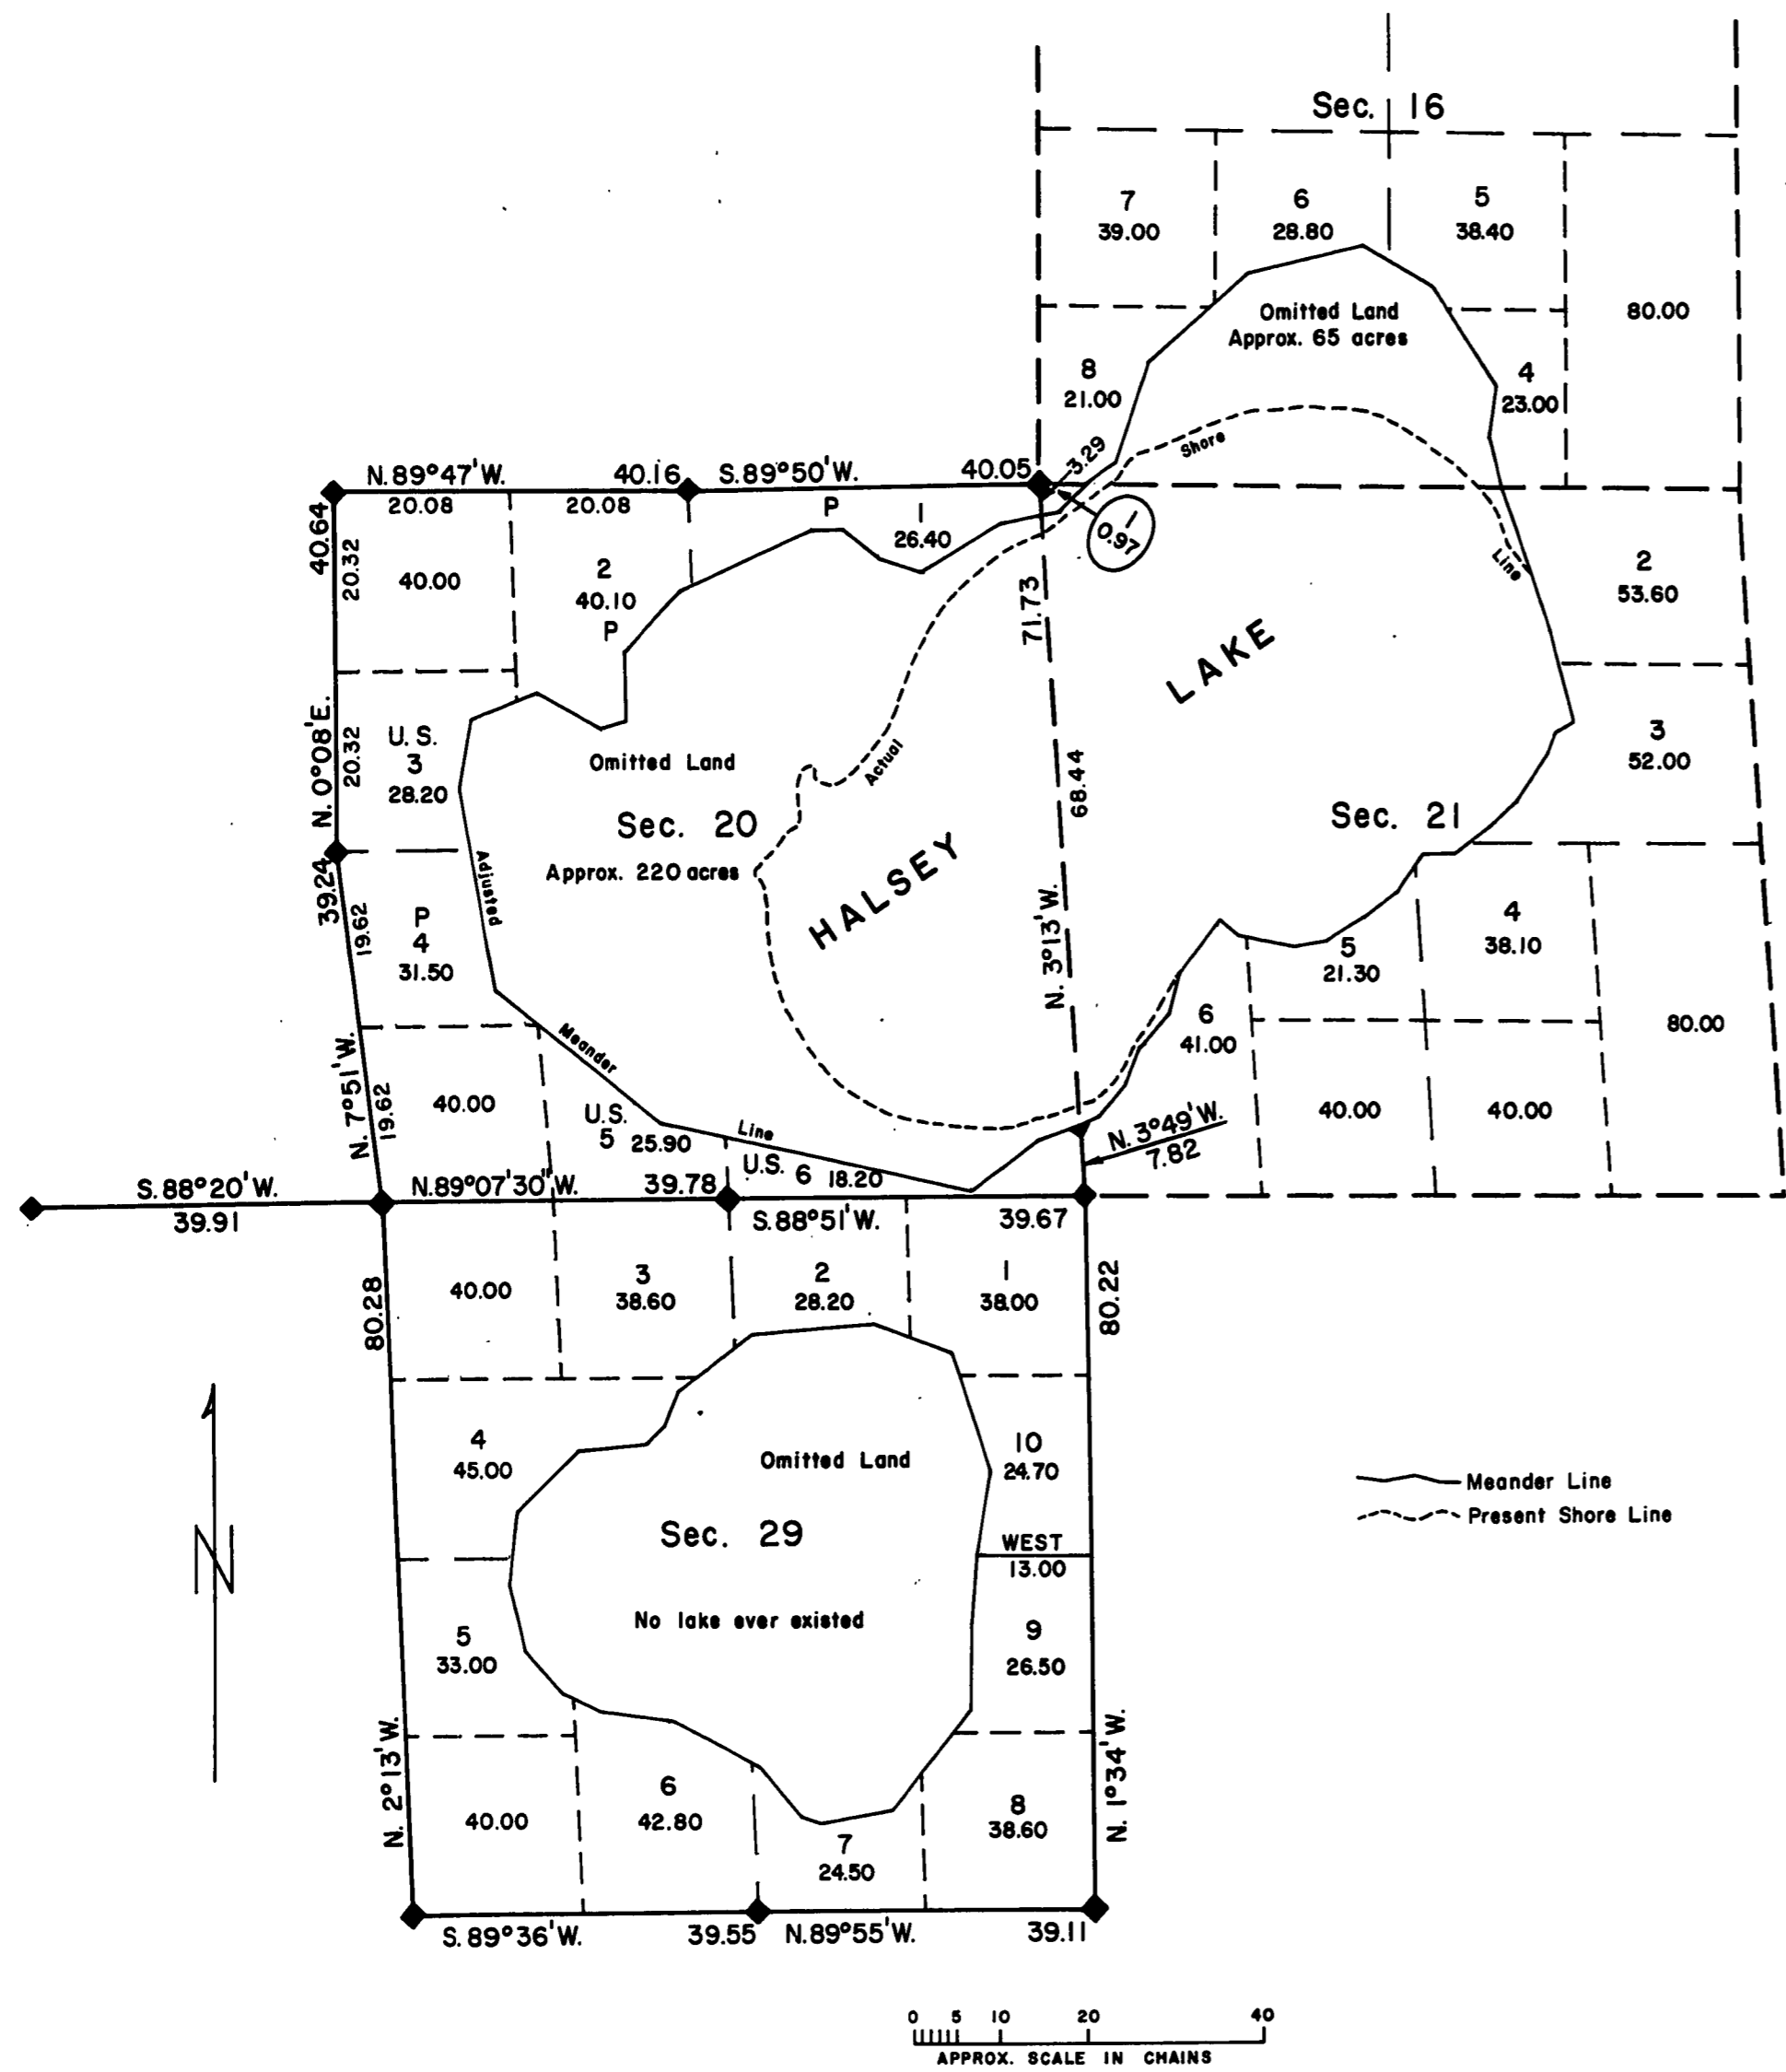 Sec. 16
7
39.00
6
28.80
5
38.40
80.00
Omitted Land
Approx. 65 acres
8
21.00
4
23.00
3.29
Shore
N. 89°47' W.
40.16
S. 89°50' W.
40.05
20.08
20.08
P
1
26.40
1
0.97
40.64
20.32
40.00
2
40.10
P
71.73
Line
2
53.60
LAKE
N. 0°08' E.
20.32
U. S.
3
28.20
Omitted Land
Actual
68.44
3
52.00
Sec. 20
Sec. 21
Approx. 220 acres
Adjusted
HALSEY
39.24
19.62
P
4
31.50
N. 3°13' W.
5
21.30
4
38.10
6
41.00
80.00
Meander
N. 7°51' W.
19.62
40.00
U.S.
5 25.90
Line
U.S. 6 18.20
N. 3°49' W.
7.82
40.00
40.00
S. 88°20' W.
39.91
N. 89°07'30" W.
39.78
S. 88°51' W.
39.67
40.00
3
38.60
2
28.20
1
38.00
80.28
80.22
4
45.00
Omitted Land
10
24.70
Meander Line
Present Shore Line
Sec. 29
WEST
13.00
N
No lake ever existed
5
33.00
9
26.50
N. 2°13' W.
N. 1°34' W.
40.00
6
42.80
7
24.50
8
38.60
S. 89°36' W.
39.55
N. 89°55' W.
39.11
0 5 10 20 40
APPROX. SCALE IN CHAINS